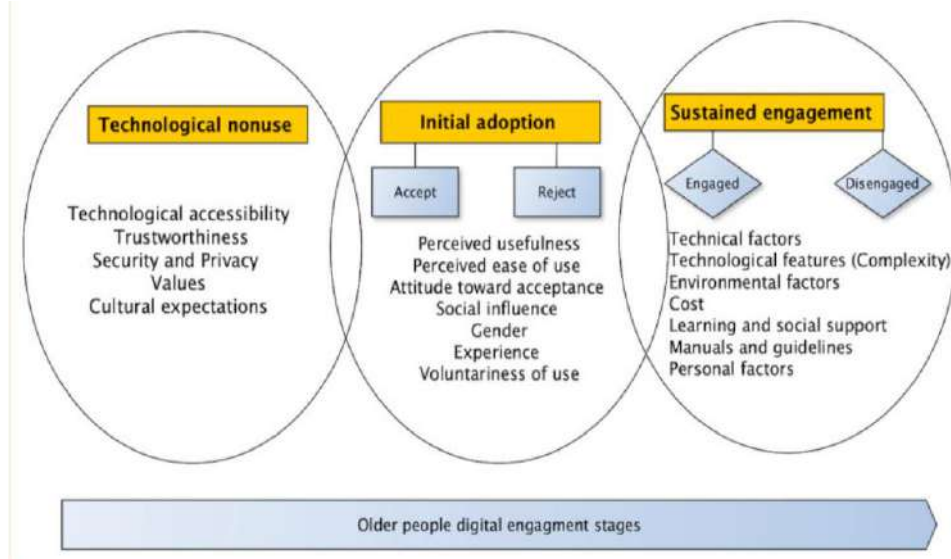 Technological nonuse
Technological accessibility
Trustworthiness
Security and Privacy
Values
Cultural expectations
Initial adoption
Accept
Reject
Perceived usefulness
Perceived ease of use
Attitude toward acceptance
Social influence
Gender
Experience
Voluntariness of use
Sustained engagement
Engaged
Disengaged
Technical factors
Technological features (Complexity)
Environmental factors
Cost
Learning and social support
Manuals and guidelines
Personal factors
Older people digital engagment stages